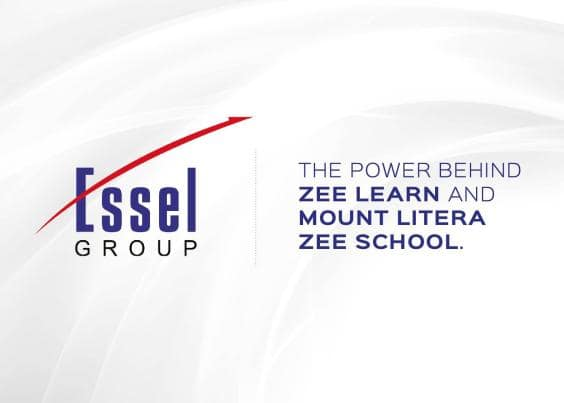 Essel
GROUP
THE POWER BEHIND
ZEE LEARN AND
MOUNT LITERA
ZEE SCHOOL.